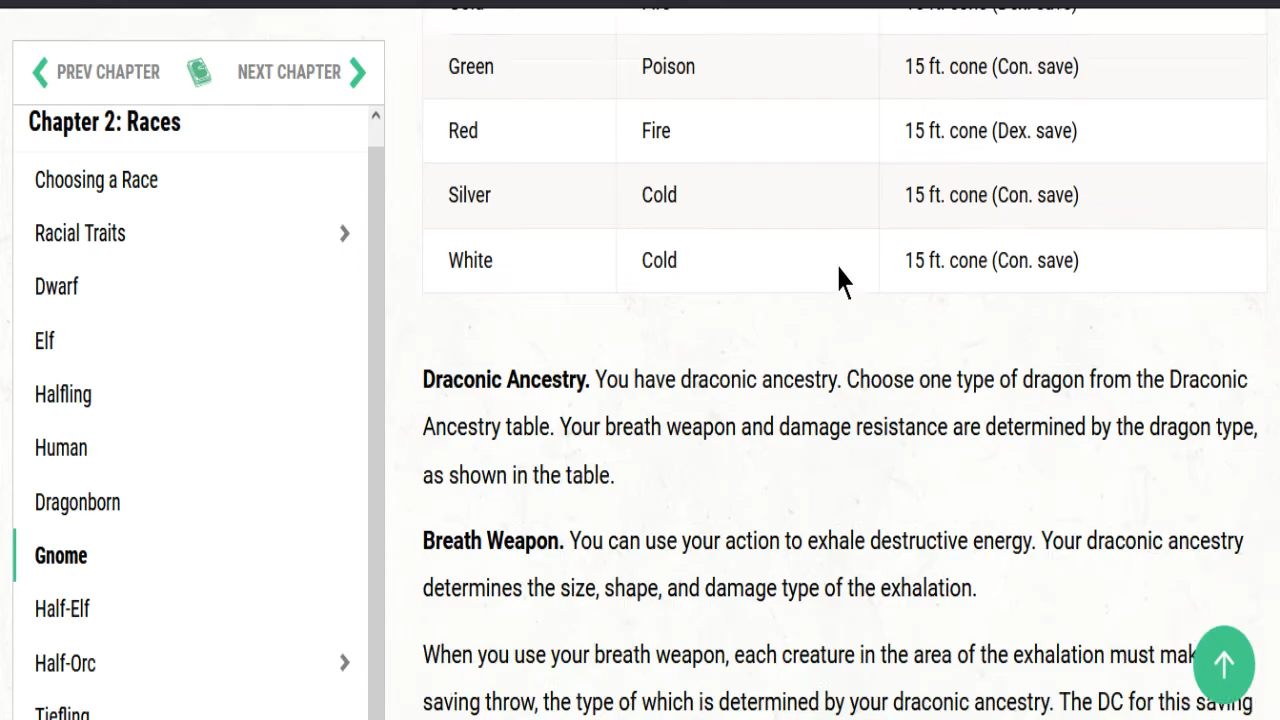 PREV CHAPTER NEXT CHAPTER
Chapter 2: Races
Choosing a Race
Racial Traits
Dwarf
Elf
Halfling
Human
Dragonborn
Gnome
Half-Elf
Half-Orc
Tiefling
Green Poison 15 ft. cone (Con. save)
Red Fire 15 ft. cone (Dex. save)
Silver Cold 15 ft. cone (Con. save)
White Cold 15 ft. cone (Con. save)
Draconic Ancestry. You have draconic ancestry. Choose one type of dragon from the Draconic
Ancestry table. Your breath weapon and damage resistance are determined by the dragon type,
as shown in the table.
Breath Weapon. You can use your action to exhale destructive energy. Your draconic ancestry
determines the size, shape, and damage type of the exhalation.
When you use your breath weapon, each creature in the area of the exhalation must
saving throw, the type of which is determined by your draconic ancestry. The DC for this saving